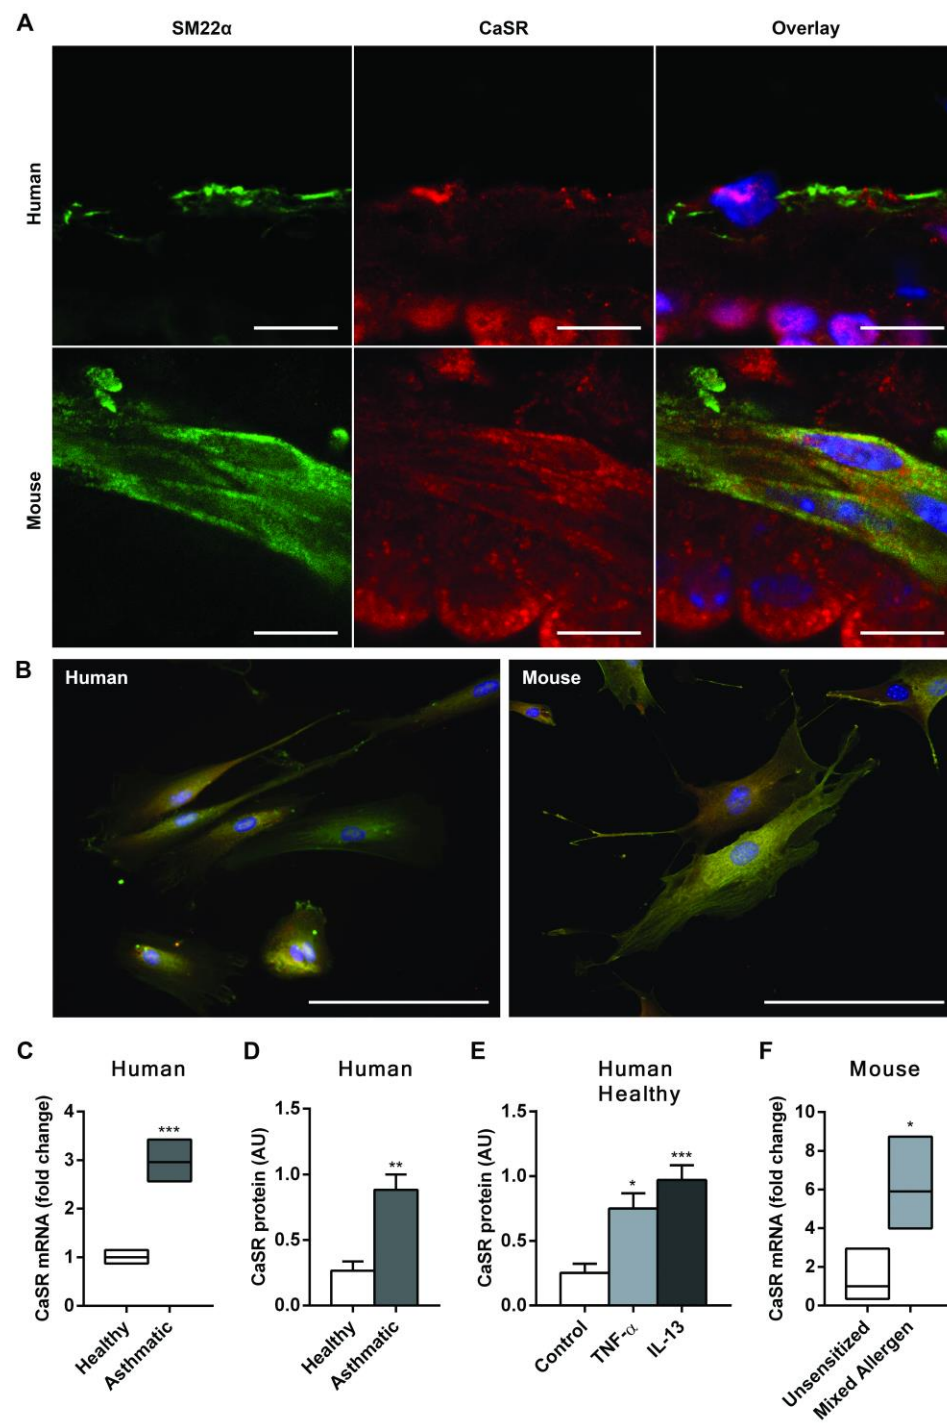 A
SM22α
CaSR
Overlay
Human
Mouse
B
Human
Mouse
C
Human
CaSR mRNA (fold change)
4
3
2
1
0
***
Healthy
Asthmatic
D
Human
CaSR protein (AU)
1.5
1.0
0.5
0.0
**
Healthy
Asthmatic
E
Human
Healthy
CaSR protein (AU)
1.5
1.0
0.5
0.0
*
***
Control
TNF-α
IL-13
F
Mouse
CaSR mRNA (fold change)
10
8
6
4
2
0
*
Unsensitized
Mixed Allergen